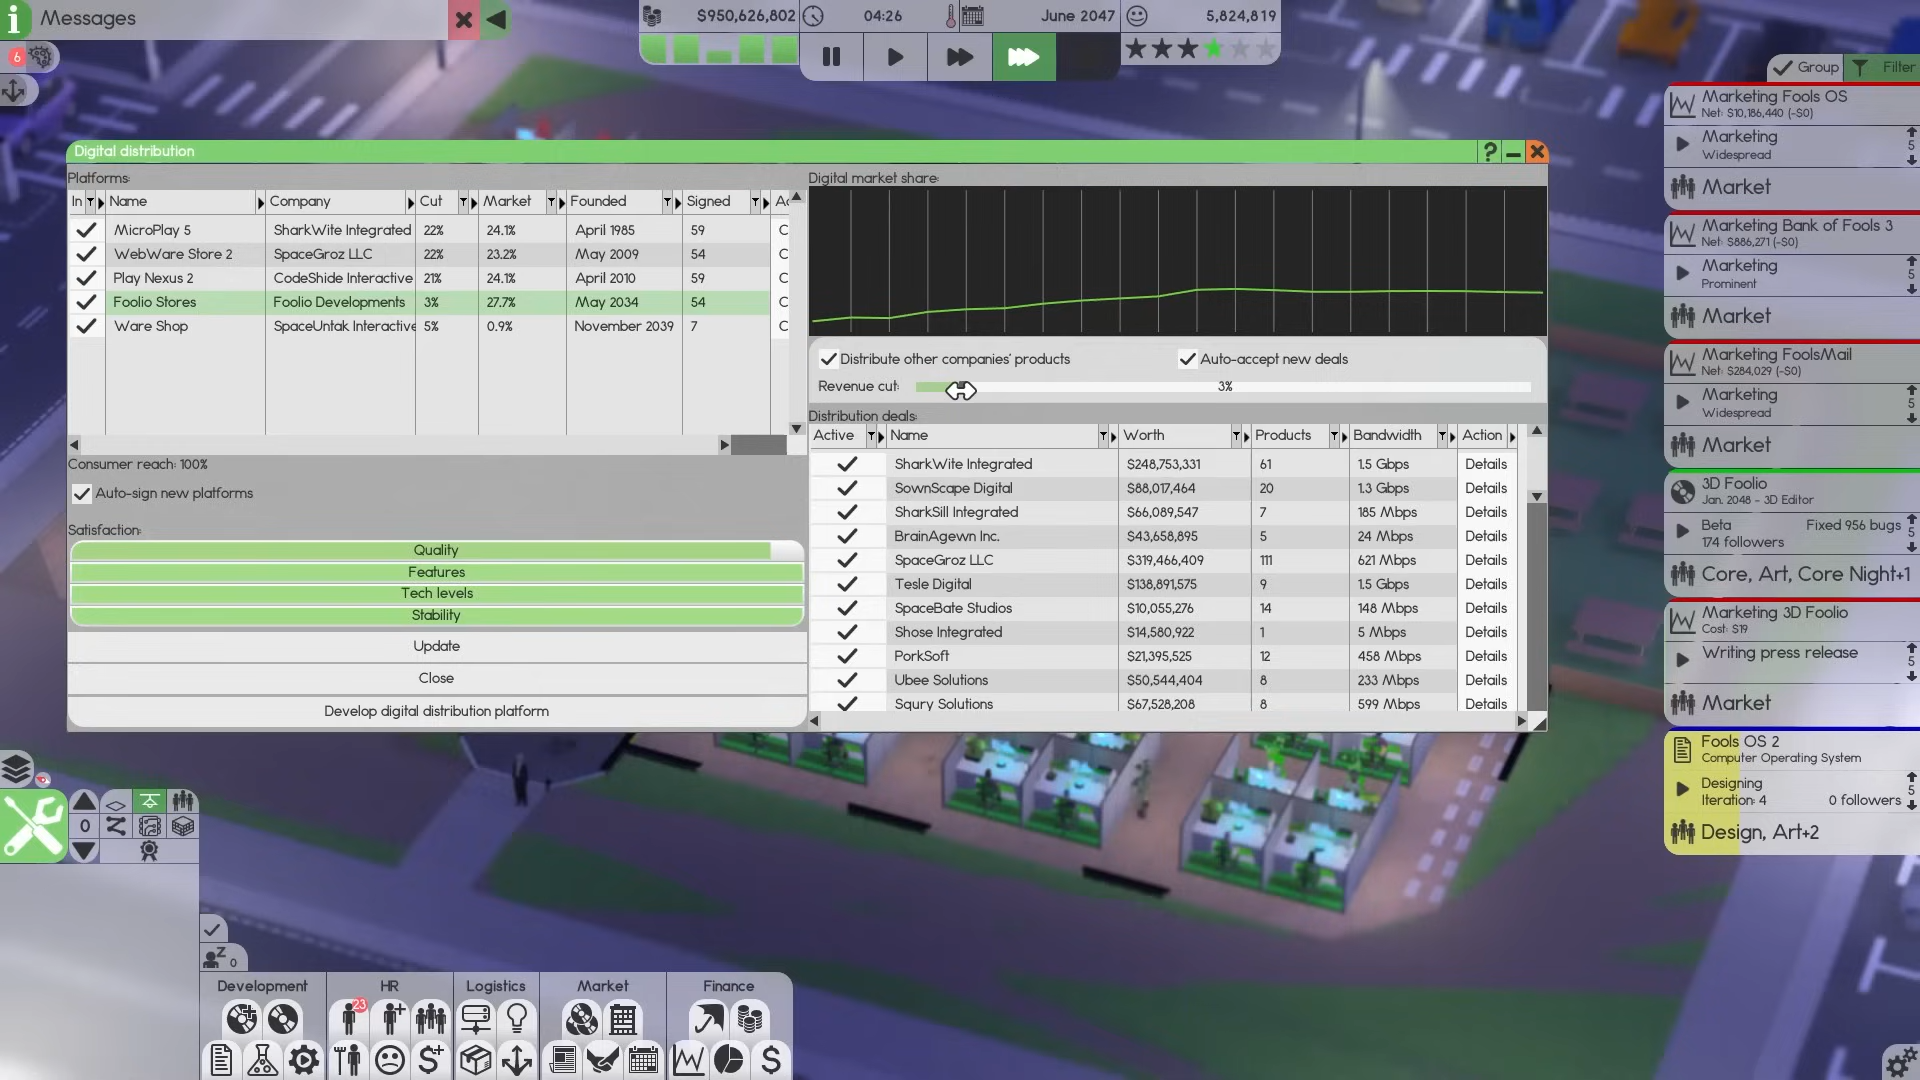 Messages
$950,626,802
04:26
June 2047
5,824,819
6
Group
Filter
Digital distribution
Platforms:
In Name Company Cut Market Founded Signed
MicroPlay 5 SharkWite Integrated 22% 24.1% April 1985 59
WebWare Store 2 SpaceGroz LLC 22% 23.2% May 2009 54
Play Nexus 2 CodeShide Interactive 21% 24.1% April 2010 59
Foolio Stores Foolio Developments 3% 27.7% May 2034 54
Ware Shop SpaceUntak Interactive 5% 0.9% November 2039 7
Consumer reach: 100%
Auto-sign new platforms
Satisfaction:
Quality
Features
Tech levels
Stability
Update
Close
Develop digital distribution platform
Digital market share:
Distribute other companies' products
Auto-accept new deals
Revenue cut: 3%
Distribution deals:
Active Name Worth Products Bandwidth Action
SharkWite Integrated $248,753,331 61 1.5 Gbps Details
SownScape Digital $88,017,464 20 1.3 Gbps Details
SharkSill Integrated $66,089,547 7 185 Mbps Details
BrainAgewn Inc. $43,658,895 5 24 Mbps Details
SpaceGroz LLC $319,466,409 111 621 Mbps Details
Tesle Digital $138,891,575 9 1.5 Gbps Details
SpaceBate Studios $10,055,276 14 148 Mbps Details
Shose Integrated $14,580,922 1 5 Mbps Details
PorkSoft $21,395,525 12 458 Mbps Details
Ubee Solutions $50,544,404 8 233 Mbps Details
Squry Solutions $67,528,208 8 599 Mbps Details
Marketing Fools OS
Net: $10,186,440 (-$0)
Marketing
Widespread
5
Market
Marketing Bank of Fools 3
Net: $886,271 (-$0)
Marketing
Prominent
5
Market
Marketing FoolsMail
Net: $284,029 (-$0)
Marketing
Widespread
5
Market
3D Foolio
Jan. 2048 - 3D Editor
Beta Fixed 956 bugs
174 followers
5
Core, Art, Core Night+1
Marketing 3D Foolio
Cost: $19
Writing press release
5
Market
Fools OS 2
Computer Operating System
Designing
Iteration: 4 0 followers
5
Design, Art+2
0
Z
0
Development
HR
Logistics
Market
Finance
23